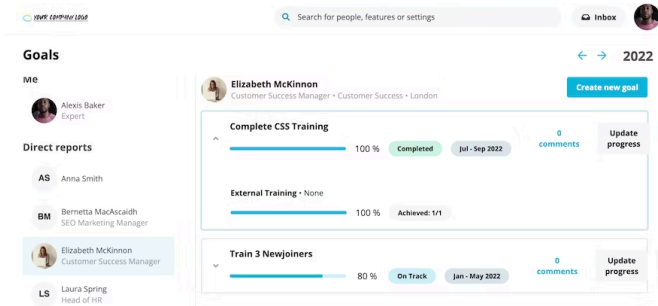 YOUR COMPANY LOGO
Search for people, features or settings
Inbox
Goals
2022
Me
Alexis Baker
Expert
Direct reports
AS Anna Smith
BM Bernetta MacAscaidh
SEO Marketing Manager
Elizabeth McKinnon
Customer Success Manager
LS Laura Spring
Head of HR
Elizabeth McKinnon
Customer Success Manager • Customer Success • London
Create new goal
Complete CSS Training
100 % Completed Jul - Sep 2022
0 comments
Update progress
External Training • None
100 % Achieved: 1/1
Train 3 Newjoiners
80 % On Track Jan - May 2022
0 comments
Update progress